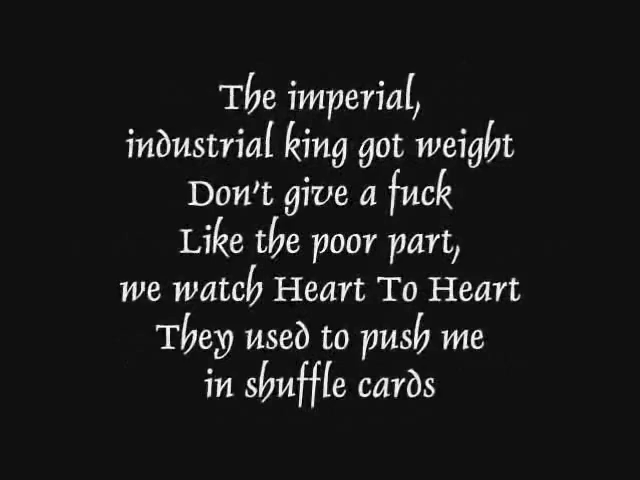 The imperial,
industrial king got weight
Don't give a fuck
Like the poor part,
we watch Heart To Heart
They used to push me
in shuffle cards